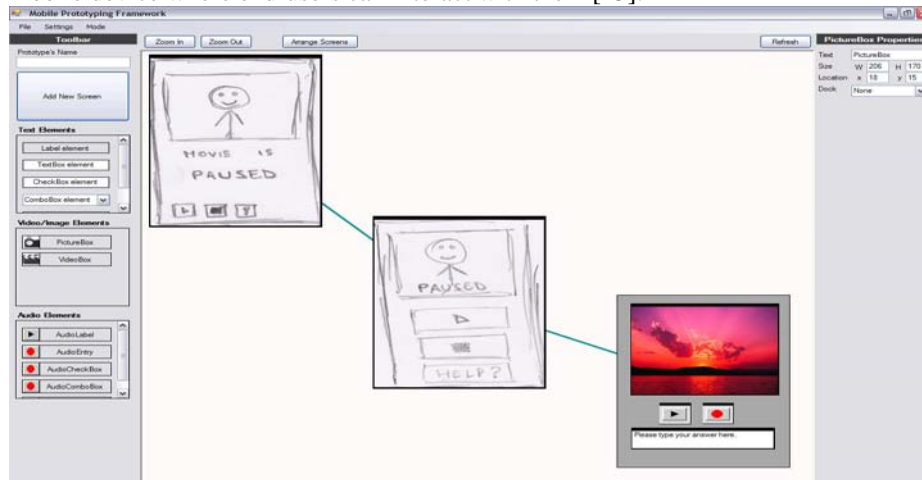 Mobile Prototyping Framework
File Settings Mode
Toolbar
Prototype's Name
Add New Screen
Text Elements
Label element
TextBox element
CheckBox element
ComboBox element
Video/Image Elements
PictureBox
VideoBox
Audio Elements
AudioLabel
AudioEntry
AudioCheckBox
AudioComboBox
Zoom In Zoom Out Arrange Screens Refresh
MOVIE IS
PAUSED
?
PAUSED
HELP?
Please type your answer here.
PictureBox Properties
Text PictureBox
Size W 206 H 170
Location x 18 y 15
Dock None